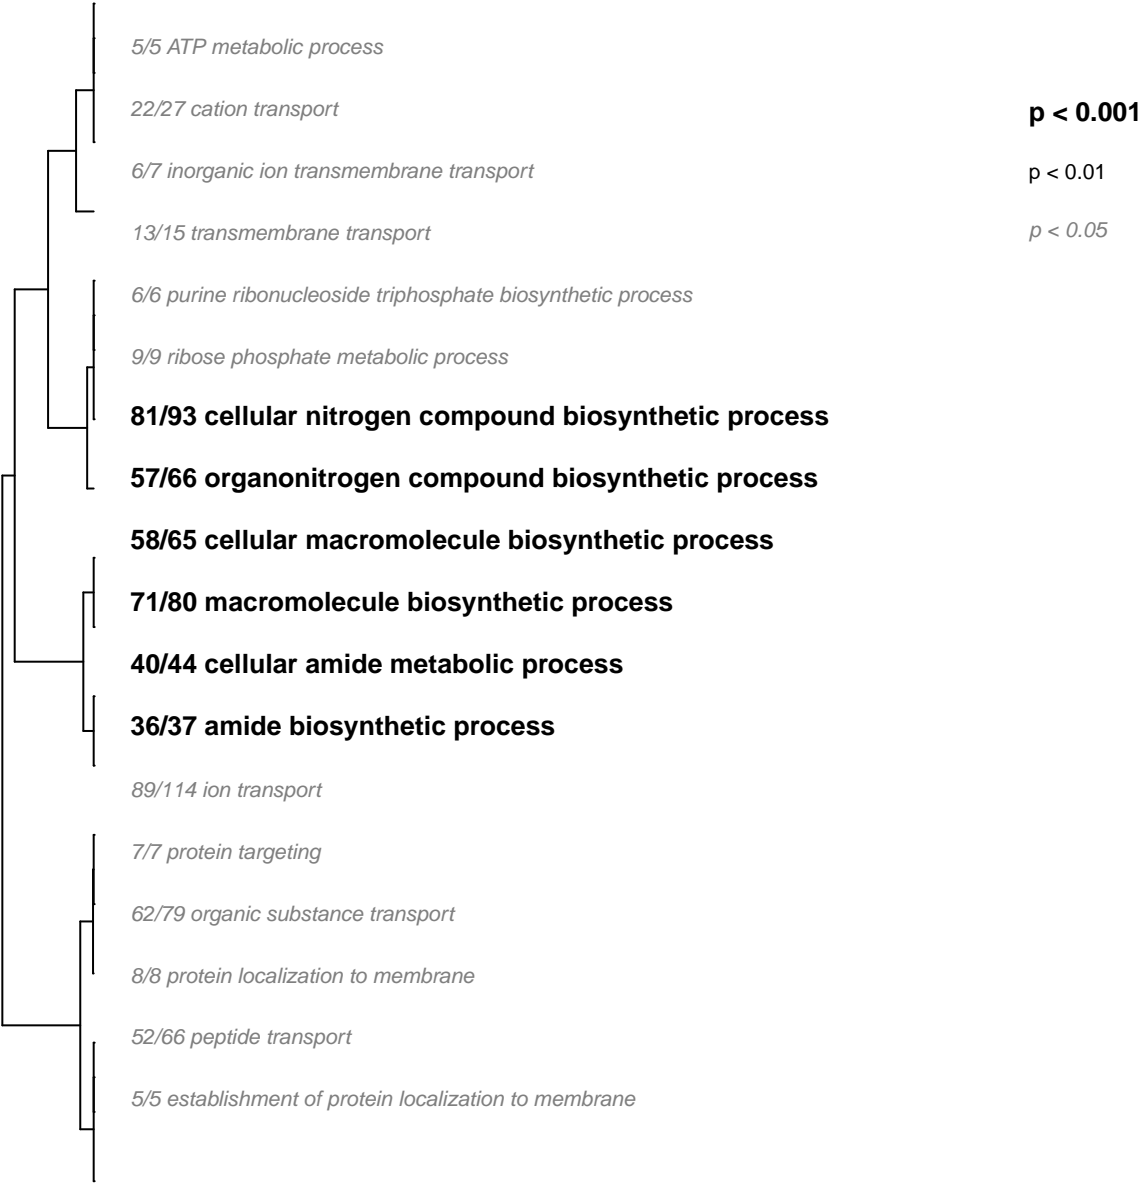 5/5 ATP metabolic process
22/27 cation transport
p < 0.001
6/7 inorganic ion transmembrane transport
p < 0.01
13/15 transmembrane transport
p < 0.05
6/6 purine ribonucleoside triphosphate biosynthetic process
9/9 ribose phosphate metabolic process
81/93 cellular nitrogen compound biosynthetic process
57/66 organonitrogen compound biosynthetic process
58/65 cellular macromolecule biosynthetic process
71/80 macromolecule biosynthetic process
40/44 cellular amide metabolic process
36/37 amide biosynthetic process
89/114 ion transport
7/7 protein targeting
62/79 organic substance transport
8/8 protein localization to membrane
52/66 peptide transport
5/5 establishment of protein localization to membrane